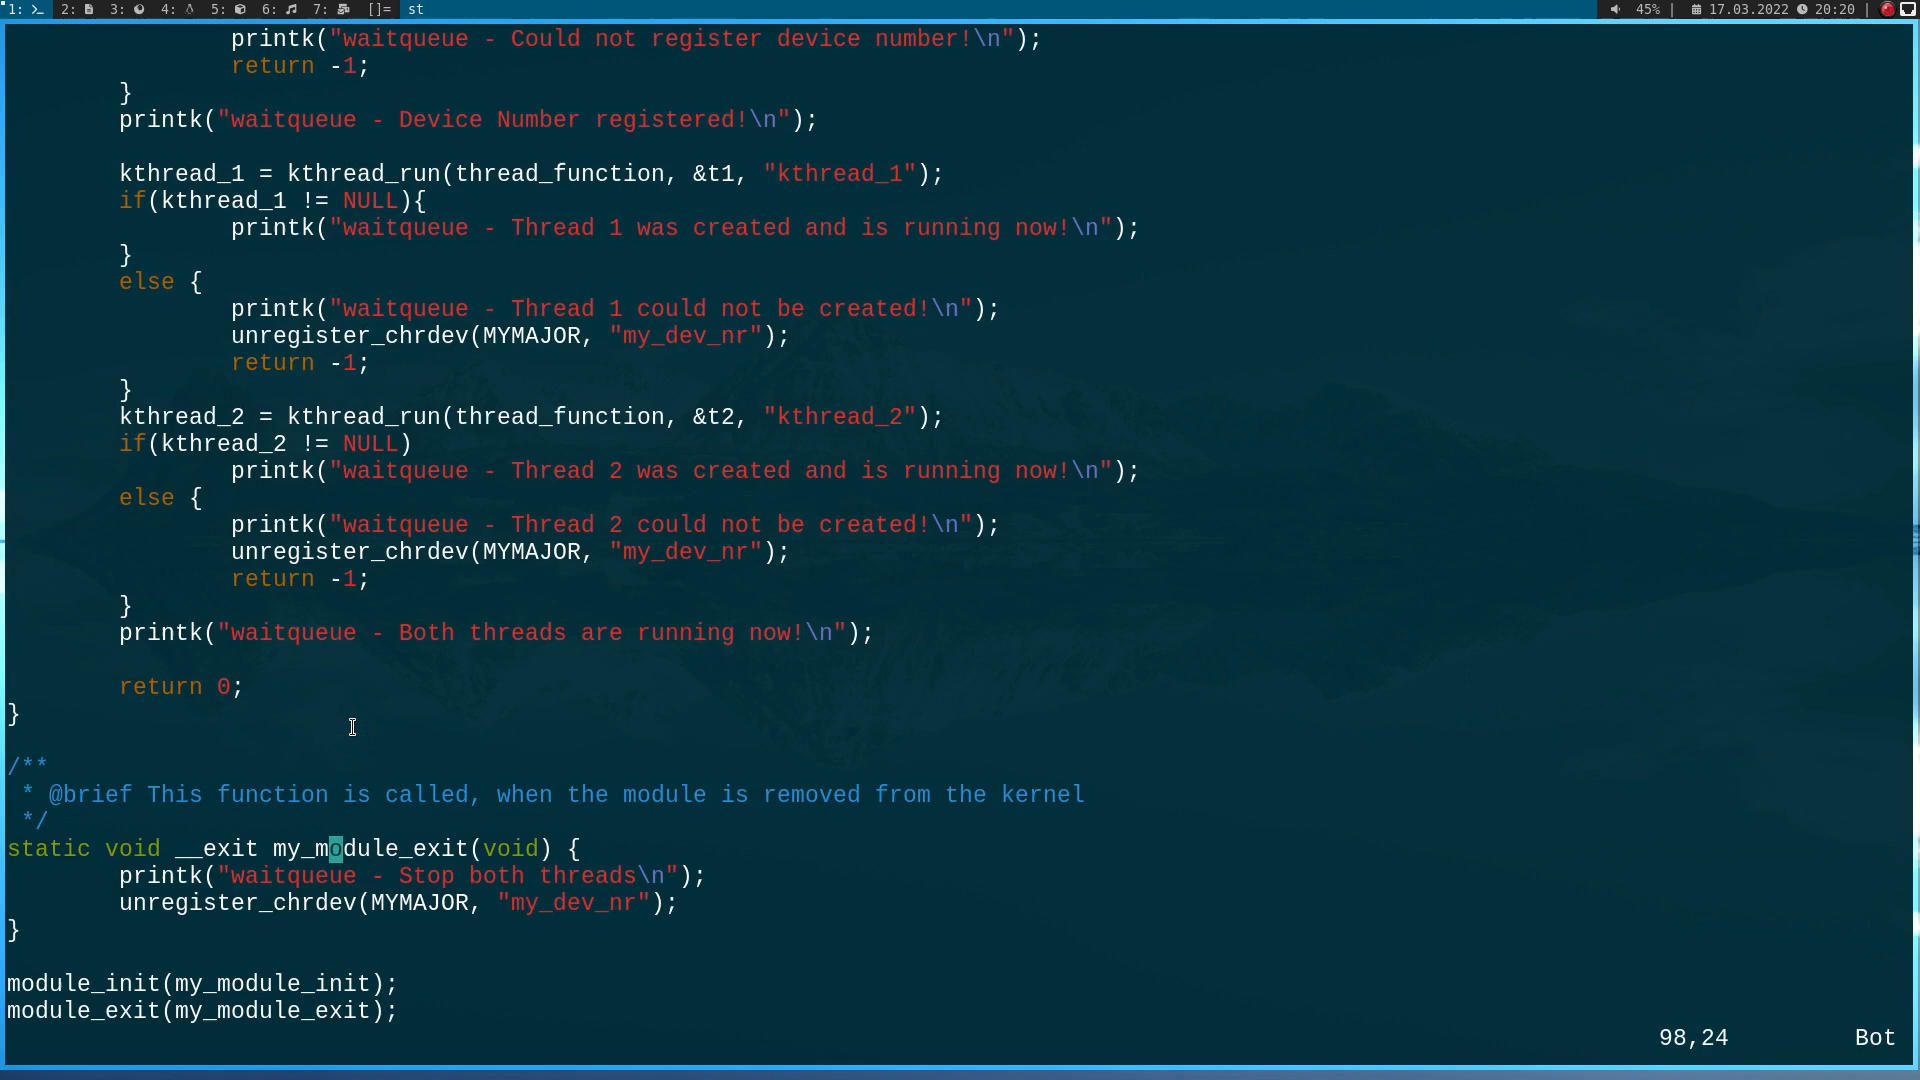 1: 2: 3: 4: 5: 6: 7: []= st 45% | 17.03.2022 20:20 |
printk("waitqueue - Could not register device number!\n");
return -1;
}
printk("waitqueue - Device Number registered!\n");
kthread_1 = kthread_run(thread_function, &t1, "kthread_1");
if(kthread_1 != NULL){
printk("waitqueue - Thread 1 was created and is running now!\n");
}
else {
printk("waitqueue - Thread 1 could not be created!\n");
unregister_chrdev(MYMAJOR, "my_dev_nr");
return -1;
}
kthread_2 = kthread_run(thread_function, &t2, "kthread_2");
if(kthread_2 != NULL)
printk("waitqueue - Thread 2 was created and is running now!\n");
else {
printk("waitqueue - Thread 2 could not be created!\n");
unregister_chrdev(MYMAJOR, "my_dev_nr");
return -1;
}
printk("waitqueue - Both threads are running now!\n");
return 0;
}
/**
* @brief This function is called, when the module is removed from the kernel
*/
static void __exit my_module_exit(void) {
printk("waitqueue - Stop both threads\n");
unregister_chrdev(MYMAJOR, "my_dev_nr");
}
module_init(my_module_init);
module_exit(my_module_exit);
98,24 Bot